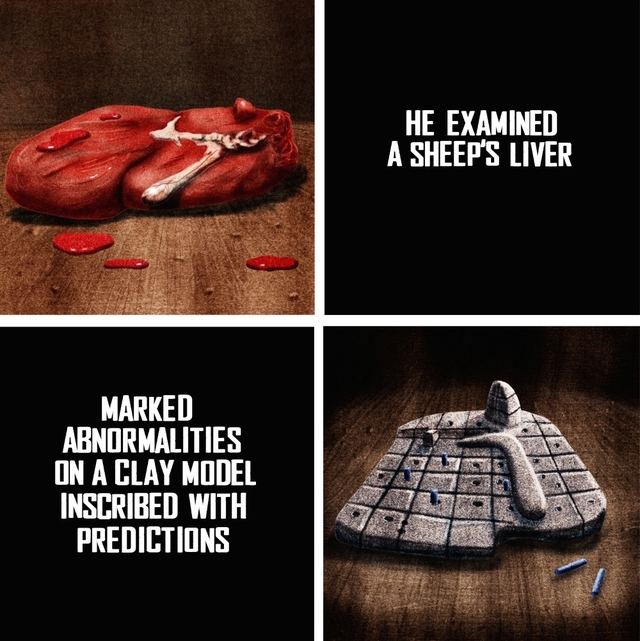 HE EXAMINED
A SHEEP'S LIVER
MARKED
ABNORMALITIES
ON A CLAY MODEL
INSCRIBED WITH
PREDICTIONS